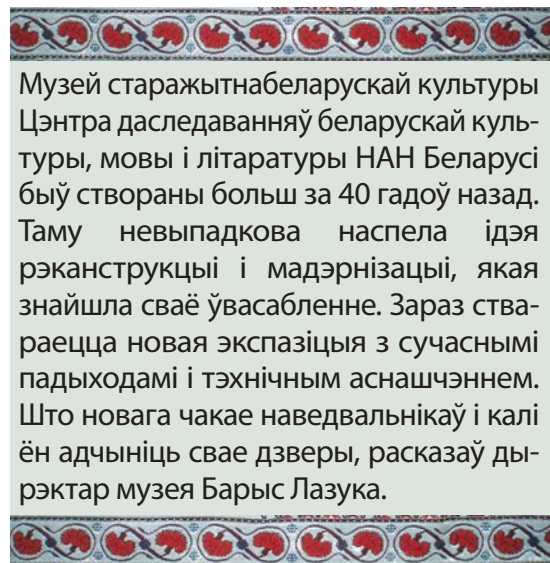 Музей старажытнабеларускай культуры
Цэнтра даследаванняў беларускай куль-
туры, мовы і літаратуры НАН Беларусі
быў створаны больш за 40 гадоў назад.
Таму невыпадкова наспела ідэя
рэканструкцыі і мадэрнізацыі, якая
знайшла сваё ўвасабленне. Зараз ства-
раецца новая экспазіцыя з сучаснымі
падыходамі і тэхнічным аснашчэннем.
Што новага чакае наведвальнікаў і калі
ён адчыніць свае дзверы, расказаў ды-
рэктар музея Барыс Лазука.